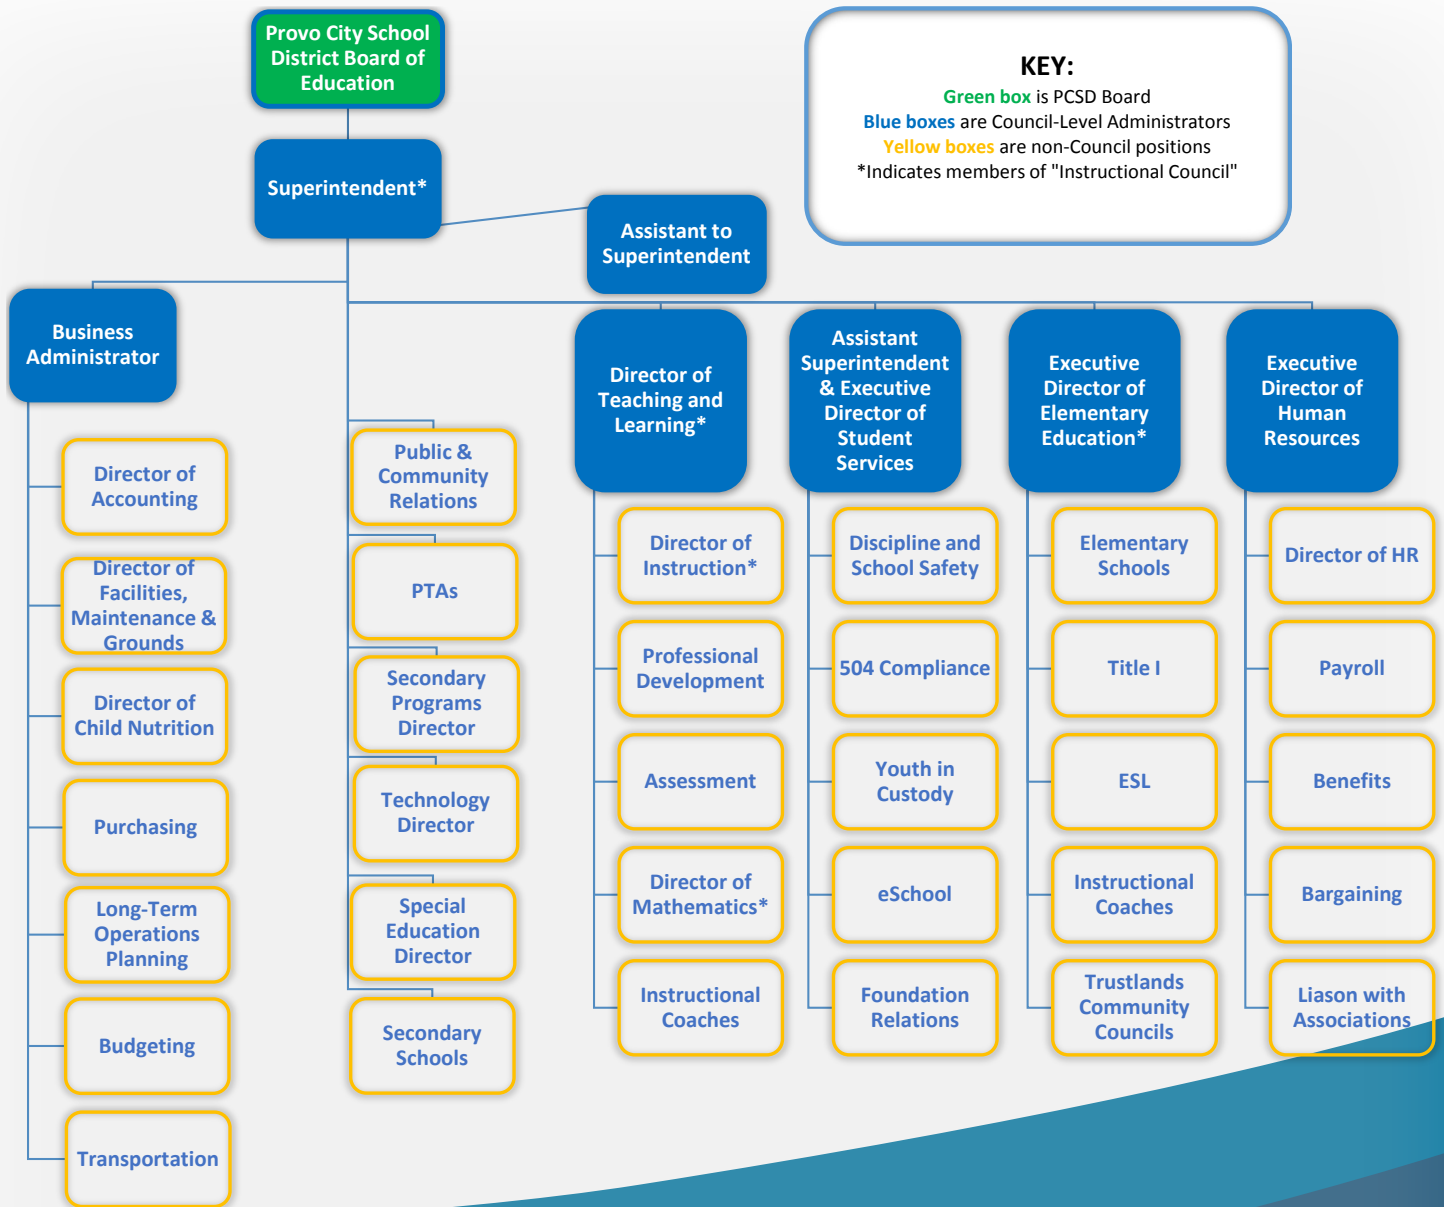 Provo City School
District Board of
Education
KEY:
Green box is PCSD Board
Blue boxes are Council-Level Administrators
Yellow boxes are non-Council positions
*Indicates members of "Instructional Council"
Superintendent*
Assistant to
Superintendent
Business
Administrator
Director of
Accounting
Director of
Facilities,
Maintenance &
Grounds
Director of
Child Nutrition
Purchasing
Long-Term
Operations
Planning
Budgeting
Transportation
Public &
Community
Relations
PTAs
Secondary
Programs
Director
Technology
Director
Special
Education
Director
Secondary
Schools
Director of
Teaching and
Learning*
Director of
Instruction*
Professional
Development
Assessment
Director of
Mathematics*
Instructional
Coaches
Assistant
Superintendent
& Executive
Director of
Student
Services
Discipline and
School Safety
504 Compliance
Youth in
Custody
eSchool
Foundation
Relations
Executive
Director of
Elementary
Education*
Elementary
Schools
Title I
ESL
Instructional
Coaches
Trustlands
Community
Councils
Executive
Director of
Human
Resources
Director of HR
Payroll
Benefits
Bargaining
Liason with
Associations